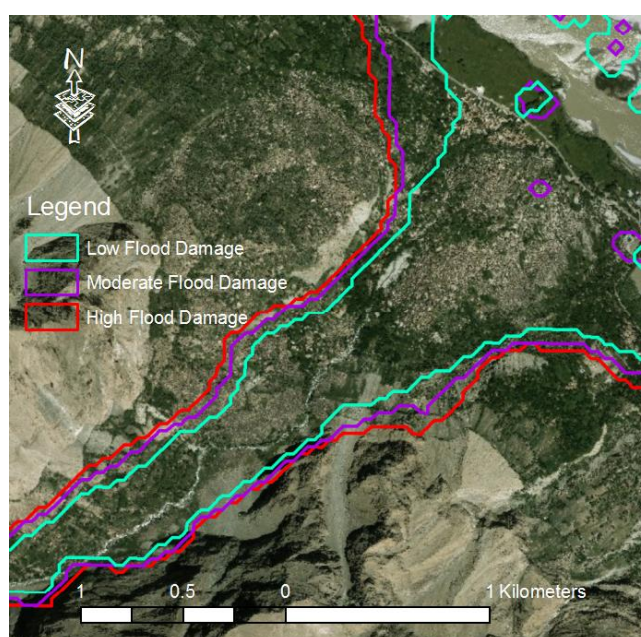 N
Legend
Low Flood Damage
Moderate Flood Damage
High Flood Damage
1 0.5 0 1 Kilometers